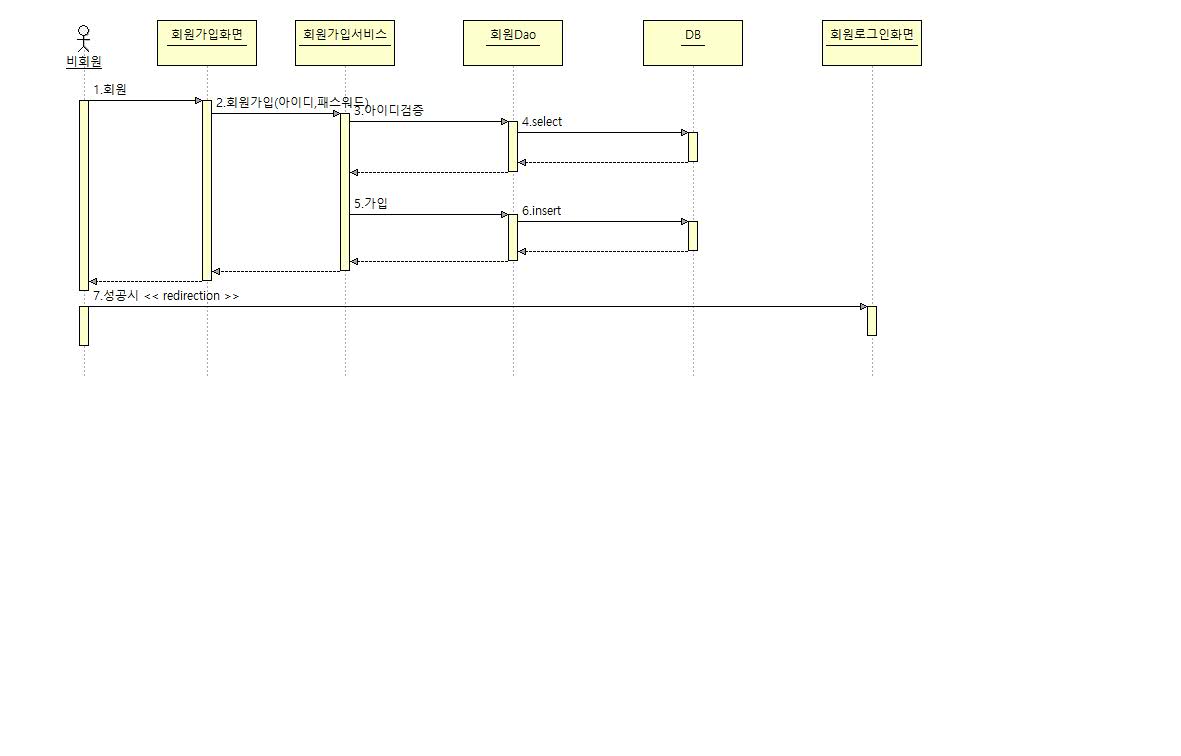 비회원
회원가입화면
회원가입서비스
회원Dao
DB
회원로그인화면
1.회원
2.회원가입(아이디,패스워드)
3.아이디검증
4.select
5.가입
6.insert
7.성공시 << redirection >>